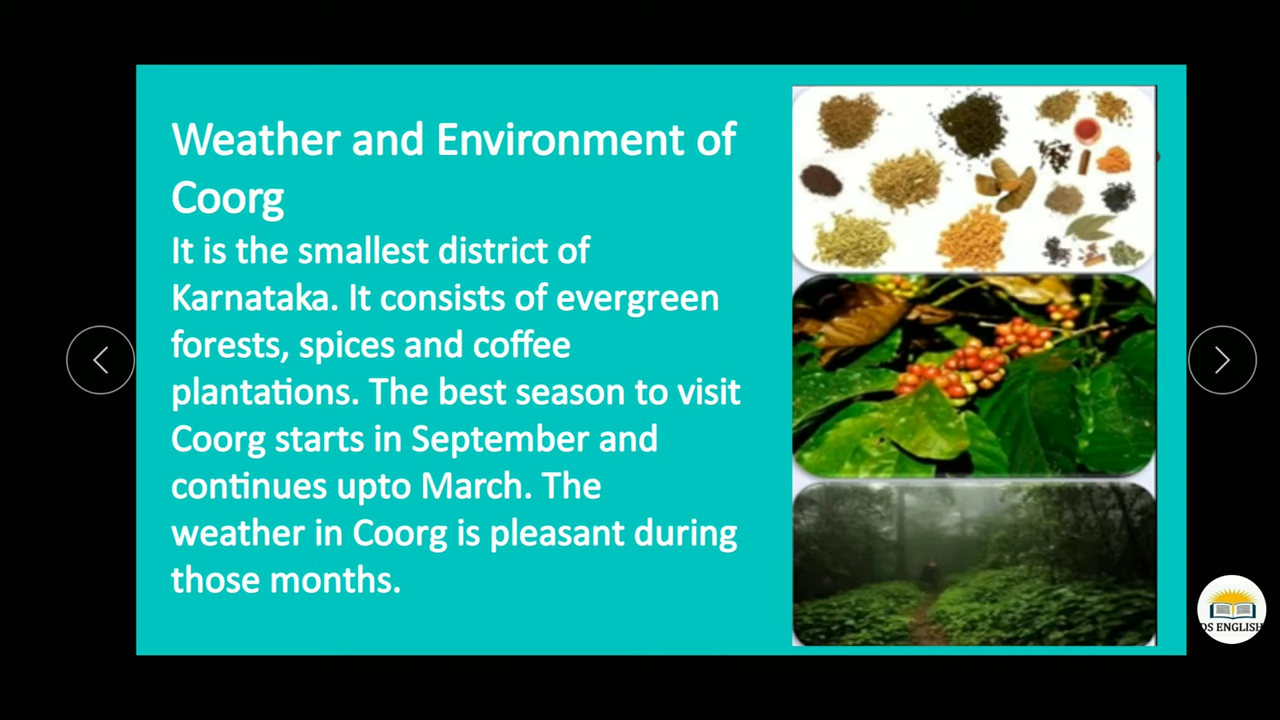 Weather and Environment of
Coorg
It is the smallest district of
Karnataka. It consists of evergreen
forests, spices and coffee
plantations. The best season to visit
Coorg starts in September and
continues upto March. The
weather in Coorg is pleasant during
those months.
DS ENGLISH